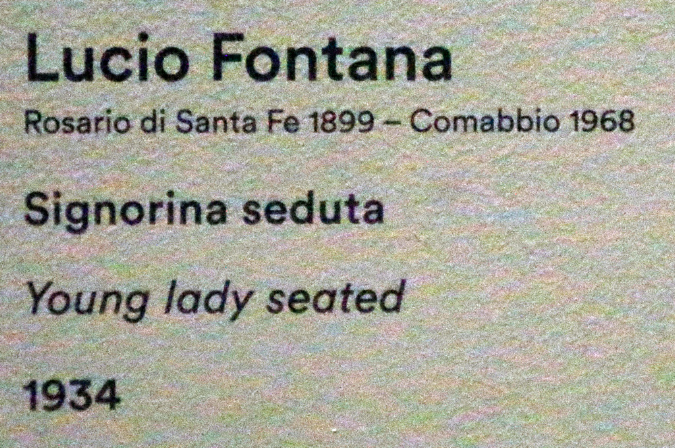 Lucio Fontana
Rosario di Santa Fe 1899 – Comabbio 1968
Signorina seduta
Young lady seated
1934